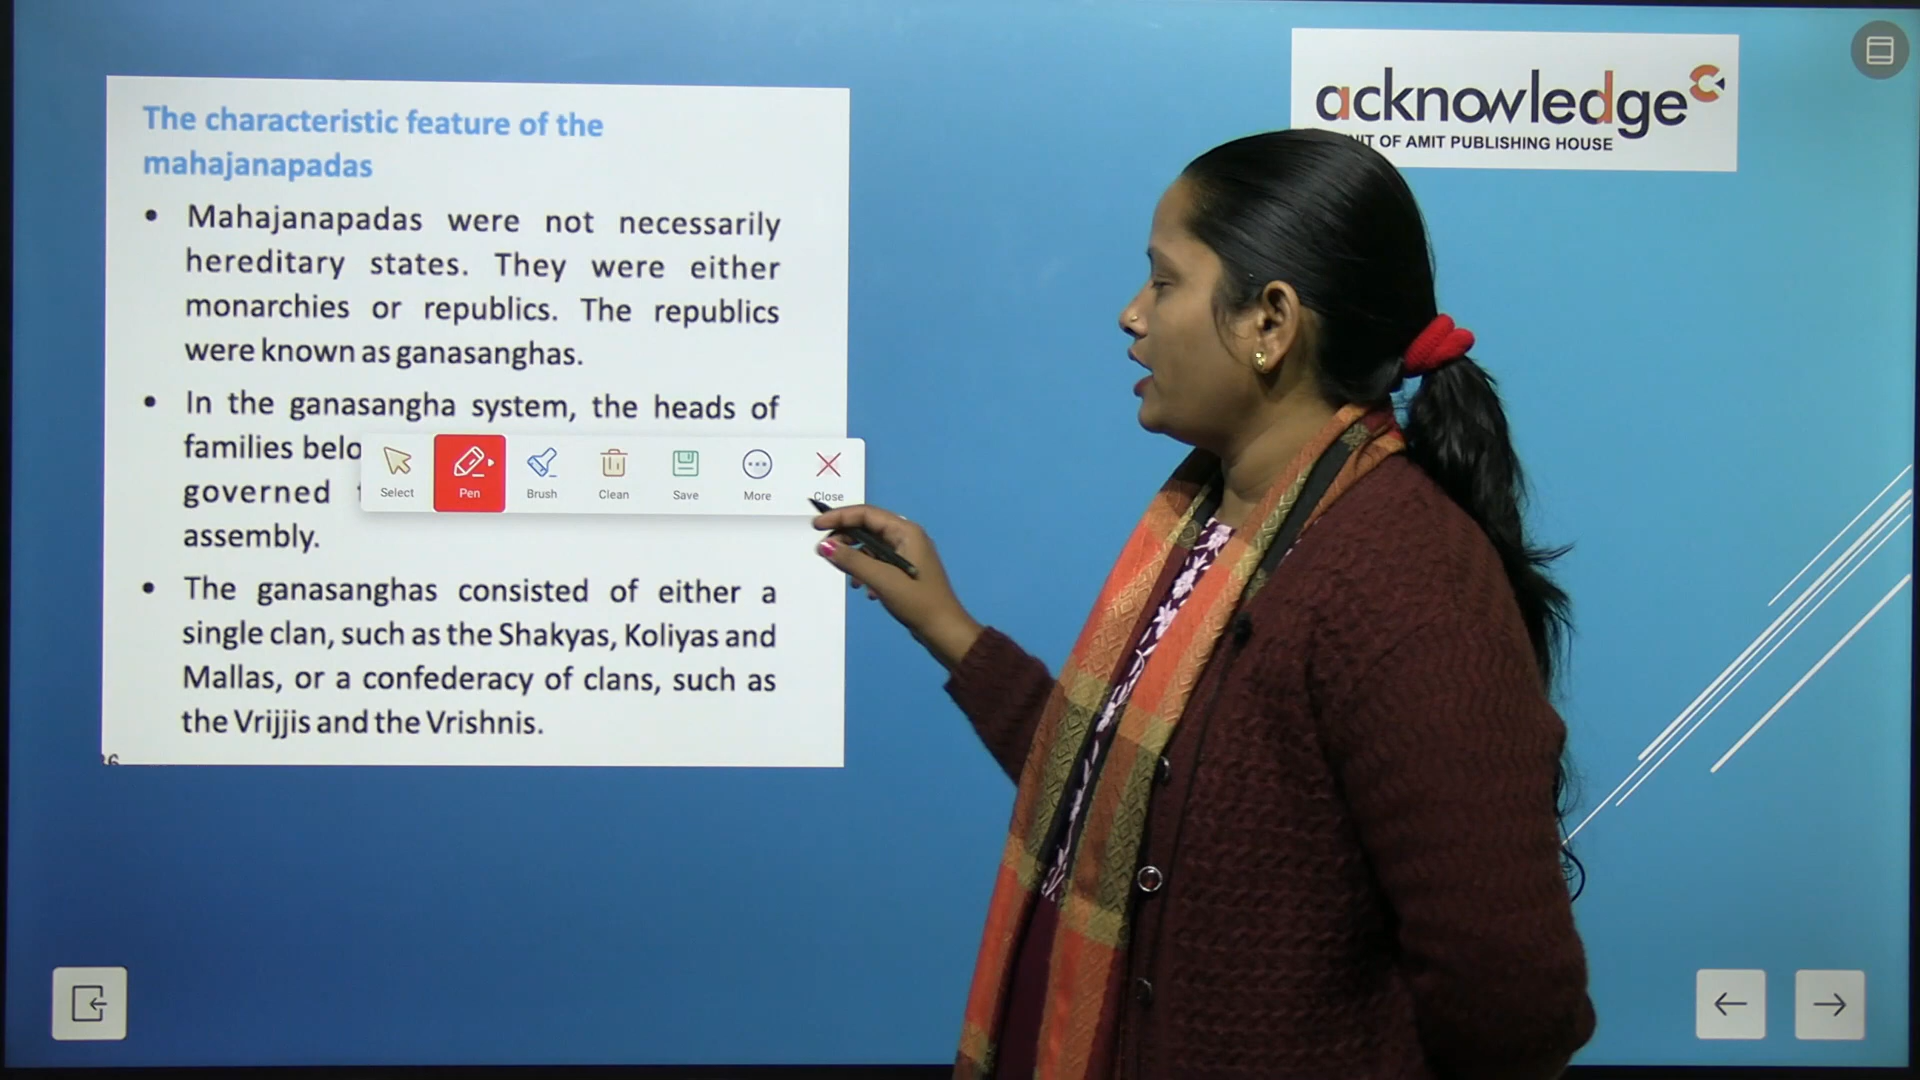 The characteristic feature of the
mahajanapadas
• Mahajanapadas were not necessarily
hereditary states. They were either
monarchies or republics. The republics
were known as ganasanghas.
• In the ganasangha system, the heads of
families belo
governed
assembly.
• The ganasanghas consisted of either a
single clan, such as the Shakyas, Koliyas and
Mallas, or a confederacy of clans, such as
the Vrijjis and the Vrishnis.
Select Pen Brush Clean Save More Close
acknowledge
OF AMIT PUBLISHING HOUSE